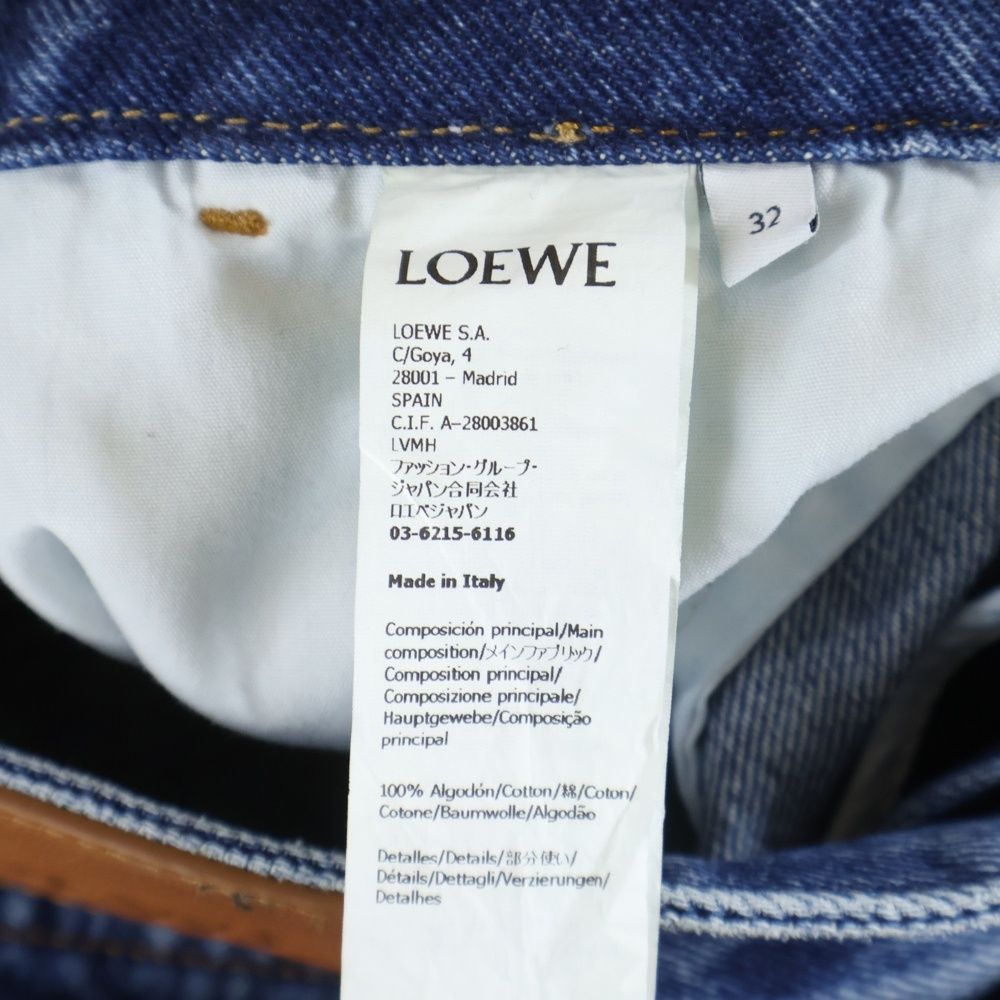 LOEWE
32
LOEWE S.A.
C/Goya, 4
28001 – Madrid
SPAIN
C.I.F. A–28003861
LVMH
ファッション・グループ・
ジャパン合同会社
ロエベジャパン
03-6215-6116
Made in Italy
Composición principal/Main
composition/メインファブリック/
Composition principal/
Composizione principale/
Hauptgewebe/Composição
principal
100% Algodón/Cotton/綿/Coton/
Cotone/Baumwolle/Algodão
Detalles/Details/部分使い/
Détails/Dettagli/Verzierungen/
Detalhes